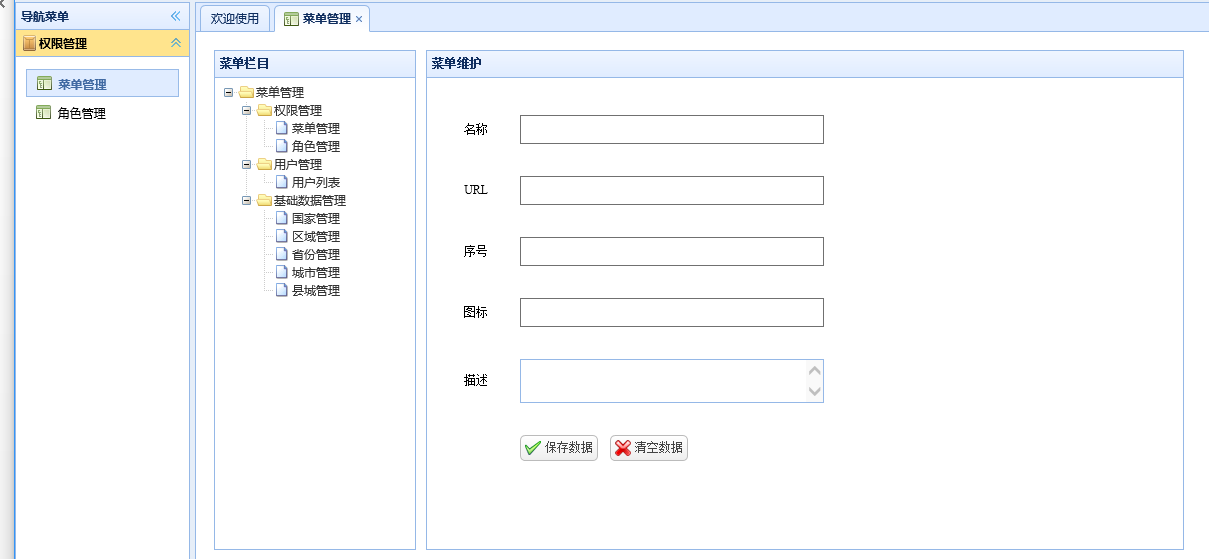 导航菜单
权限管理
菜单管理
角色管理
欢迎使用
菜单管理
菜单栏目
菜单管理
权限管理
菜单管理
角色管理
用户管理
用户列表
基础数据管理
国家管理
区域管理
省份管理
城市管理
县城管理
菜单维护
名称
URL
序号
图标
描述
保存数据
清空数据